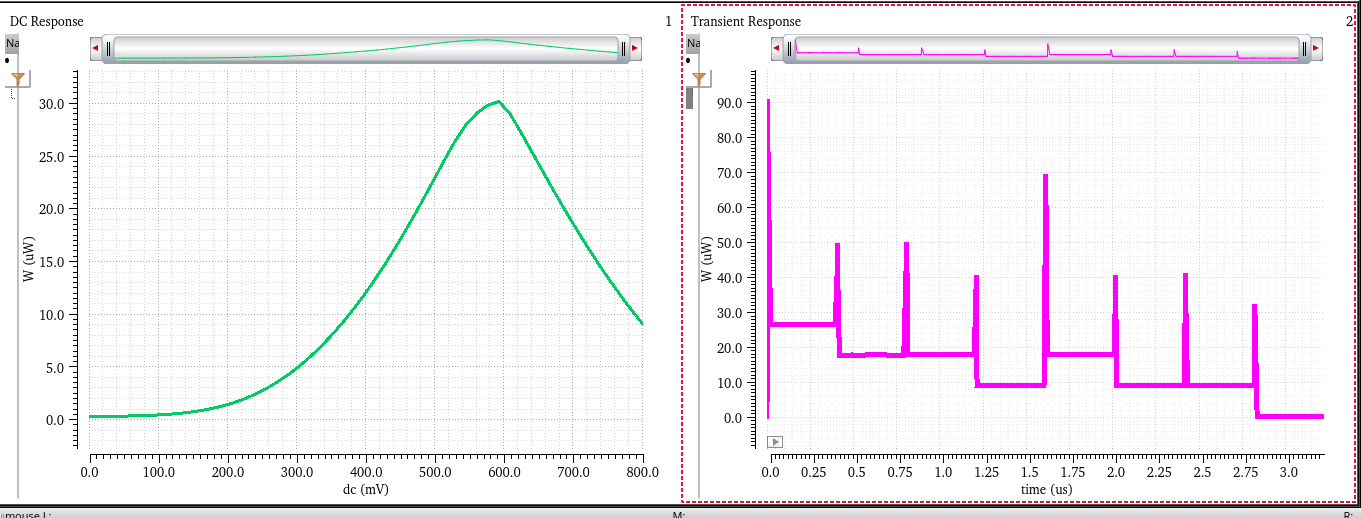 DC Response
1
Na
30.0
25.0
20.0
15.0
10.0
5.0
0.0
W (uW)
0.0 100.0 200.0 300.0 400.0 500.0 600.0 700.0 800.0
dc (mV)
Transient Response
2
Na
90.0
80.0
70.0
60.0
50.0
40.0
30.0
20.0
10.0
0.0
W (uW)
0.0 0.25 0.5 0.75 1.0 1.25 1.5 1.75 2.0 2.25 2.5 2.75 3.0
time (us)
mouse L: M: R: